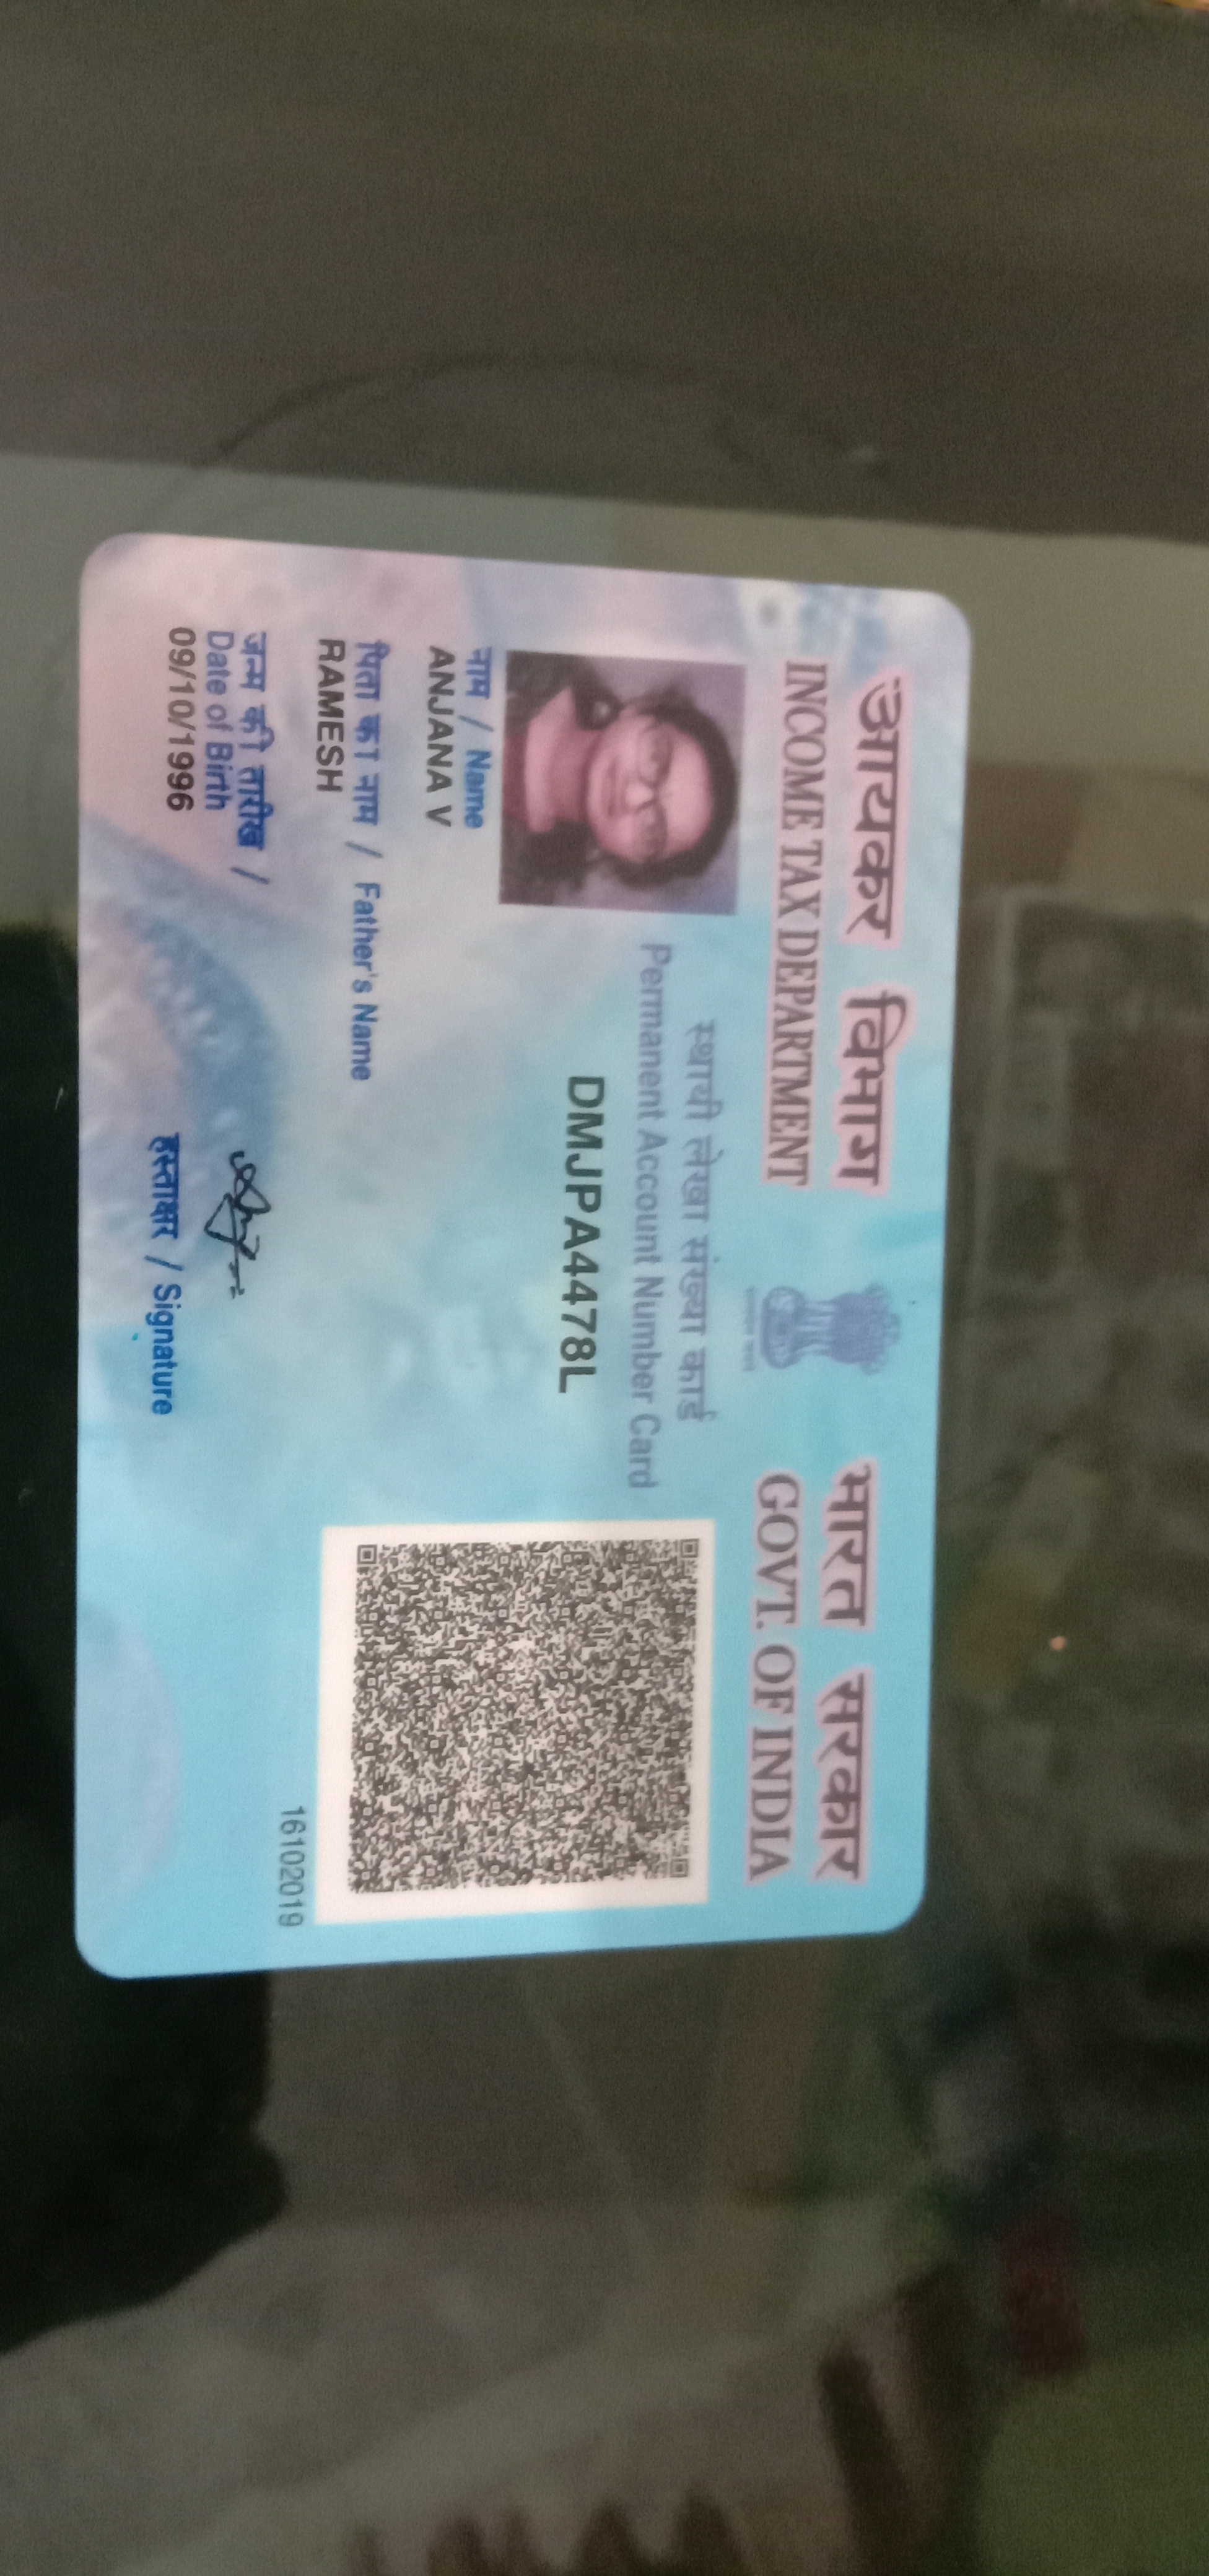 आयकर विभाग
INCOME TAX DEPARTMENT
भारत सरकार
GOVT. OF INDIA
स्थायी लेखा संख्या कार्ड
Permanent Account Number Card
DMJPA4478L
नाम / Name
ANJANA V
पिता का नाम / Father's Name
RAMESH
जन्म की तारीख /
Date of Birth
09/10/1996
हस्ताक्षर / Signature
16102019